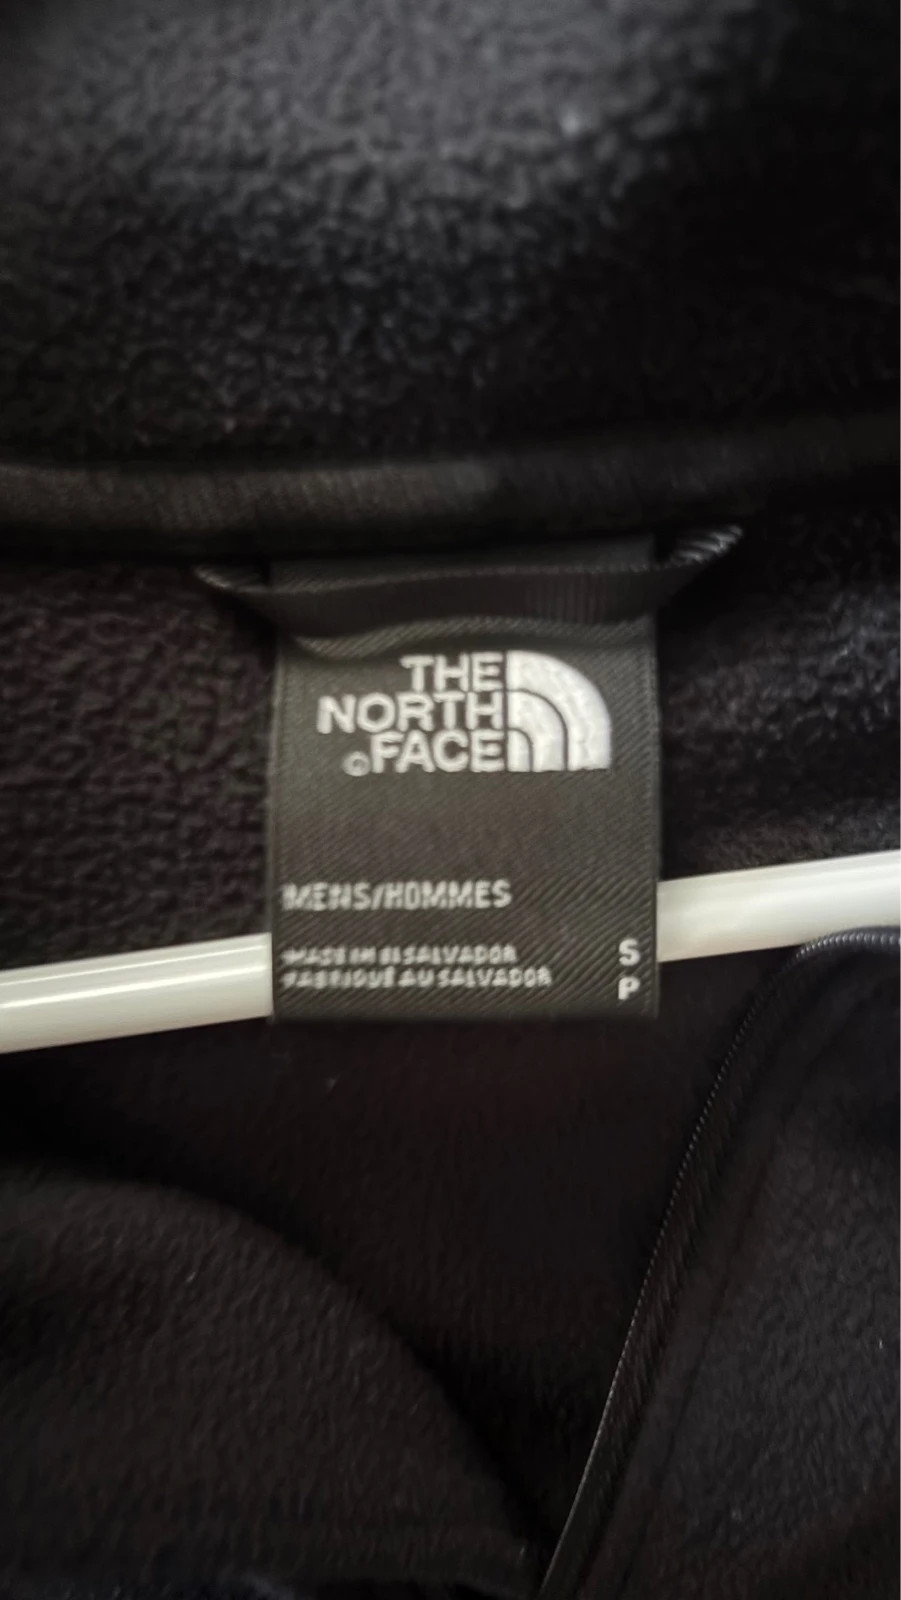 THE
NORTH
©FACE
MENS/HOMMES
MADE IN EL SALVADOR
FABRIQUÉ AU SALVADOR
S
P